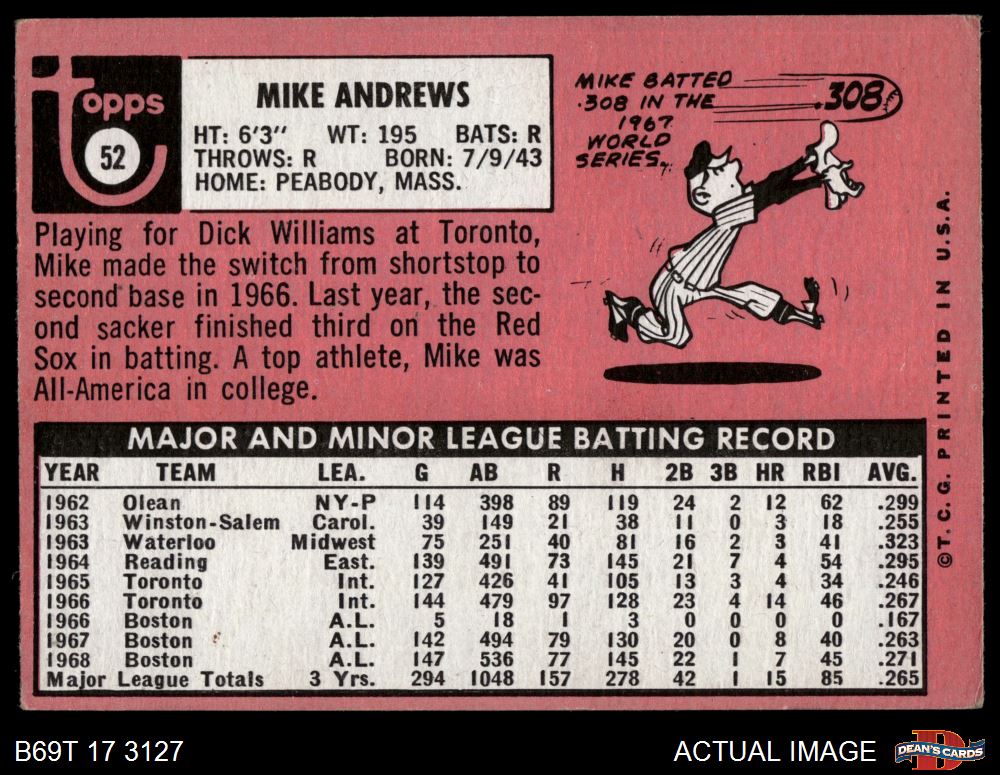 Topps
52
MIKE ANDREWS
HT: 6'3" WT: 195 BATS: R
THROWS: R BORN: 7/9/43
HOME: PEABODY, MASS.
Playing for Dick Williams at Toronto,
Mike made the switch from shortstop to
second base in 1966. Last year, the sec-
ond sacker finished third on the Red
Sox in batting. A top athlete, Mike was
All-America in college.
MIKE BATTED
.308 IN THE
1967
WORLD
SERIES.
.308
©T.C.G. PRINTED IN U.S.A.
MAJOR AND MINOR LEAGUE BATTING RECORD
YEAR TEAM LEA. G AB R H 2B 3B HR RBI AVG.
1962 Olean NY-P 114 398 89 119 24 2 12 62 .299
1963 Winston-Salem Carol. 39 149 21 38 11 0 3 18 .255
1963 Waterloo Midwest 75 251 40 81 16 2 3 41 .323
1964 Reading East. 139 491 73 145 21 7 4 54 .295
1965 Toronto Int. 127 426 41 105 13 3 4 34 .246
1966 Toronto Int. 144 479 97 128 23 4 14 46 .267
1966 Boston A.L. 5 18 1 3 0 0 0 0 .167
1967 Boston A.L. 142 494 79 130 20 0 8 40 .263
1968 Boston A.L. 147 536 77 145 22 1 7 45 .271
Major League Totals 3 Yrs. 294 1048 157 278 42 1 15 85 .265
B69T 17 3127
ACTUAL IMAGE
D
DEAN'S CARDS